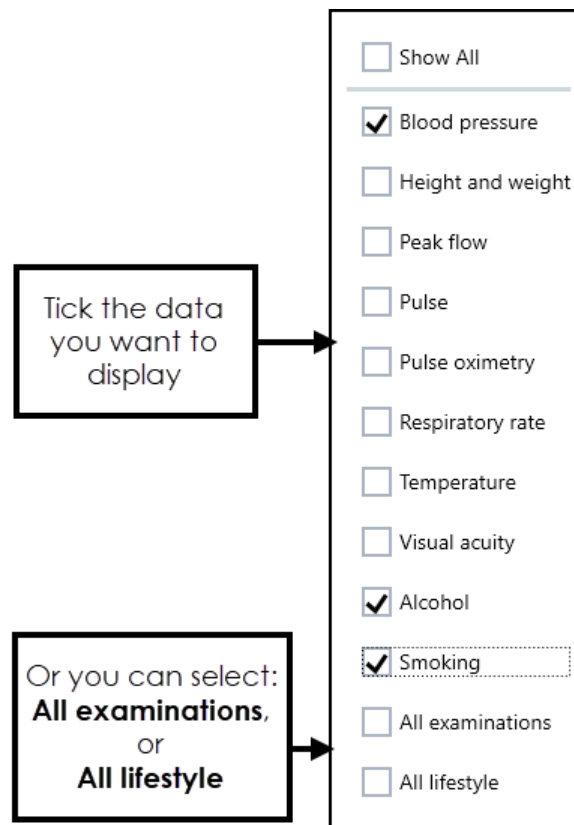 Show All
Blood pressure
Height and weight
Peak flow
Pulse
Pulse oximetry
Respiratory rate
Temperature
Visual acuity
Alcohol
Smoking
All examinations
All lifestyle
Tick the data
you want to
display
Or you can select:
All examinations,
or
All lifestyle